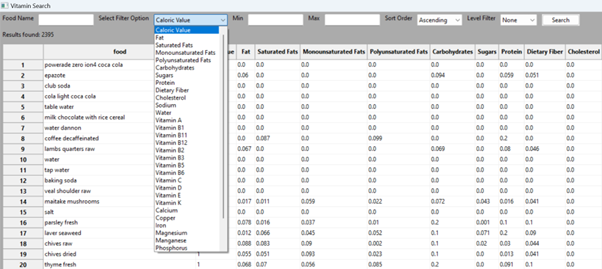 Vitamin Search
Food Name Select Filter Option Caloric Value Min Max Sort Order Ascending Level Filter None Search
Results found: 2395
Caloric Value
Fat
Saturated Fats
Monounsaturated Fats
Polyunsaturated Fats
Carbohydrates
Sugars
Protein
Dietary Fiber
Cholesterol
Sodium
Water
Vitamin A
Vitamin B1
Vitamin B11
Vitamin B12
Vitamin B2
Vitamin B3
Vitamin B5
Vitamin B6
Vitamin C
Vitamin D
Vitamin E
Vitamin K
Calcium
Copper
Iron
Magnesium
Manganese
Phosphorus
food ue Fat Saturated Fats Monounsaturated Fats Polyunsaturated Fats Carbohydrates Sugars Protein Dietary Fiber Cholesterol
1 powerade zero ion4 coca cola 0.0 0.0 0.0 0.0 0.0 0.0 0.0 0.0 0.0
2 epazote 0.06 0.0 0.0 0.0 0.094 0.0 0.059 0.051 0.0
3 club soda 0.0 0.0 0.0 0.0 0.0 0.0 0.0 0.0 0.0
4 cola light coca cola 0.0 0.0 0.0 0.0 0.0 0.0 0.0 0.0 0.0
5 table water 0.0 0.0 0.0 0.0 0.0 0.0 0.0 0.0 0.0
6 milk chocolate with rice cereal 0.0 0.0 0.0 0.0 0.0 0.0 0.0 0.0 0.0
7 water dannon 0.0 0.0 0.0 0.0 0.0 0.0 0.0 0.0 0.0
8 coffee decaffeinated 0.0 0.087 0.0 0.099 0.0 0.0 0.2 0.0 0.0
9 lambs quarters raw 0.067 0.0 0.0 0.0 0.069 0.0 0.08 0.046 0.0
10 water 0.0 0.0 0.0 0.0 0.0 0.0 0.0 0.0 0.0
11 tap water 0.0 0.0 0.0 0.0 0.0 0.0 0.0 0.0 0.0
12 baking soda 0.0 0.0 0.0 0.0 0.0 0.0 0.0 0.0 0.0
13 veal shoulder raw 0.0 0.0 0.0 0.0 0.0 0.0 0.0 0.0 0.0
14 maitake mushrooms 0.017 0.011 0.059 0.022 0.072 0.043 0.016 0.041 0.0
15 salt 0.0 0.0 0.0 0.0 0.0 0.0 0.0 0.0 0.0
16 parsley fresh 0.078 0.016 0.037 0.01 0.2 0.001 0.1 0.1 0.0
17 laver seaweed 0.012 0.066 0.045 0.052 0.1 0.071 0.2 0.09 0.0
18 chives raw 0.088 0.083 0.09 0.002 0.1 0.02 0.03 0.044 0.0
19 chives dried 1 0.055 0.051 0.093 0.023 0.1 0.0 0.013 0.041 0.0
20 thyme fresh 1 0.068 0.07 0.056 0.085 0.2 0.0 0.091 0.1 0.0